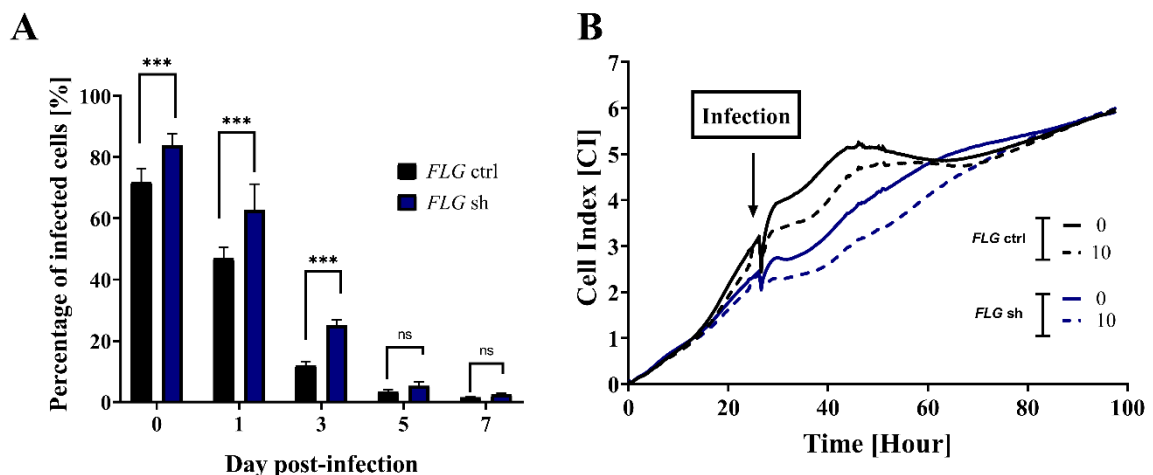 A
Percentage of infected cells [%]
100
80
60
40
20
0
***
***
***
ns
ns
FLG ctrl
FLG sh
0 1 3 5 7
Day post-infection
B
Cell Index [CI]
7
6
5
4
3
2
1
0
Infection
FLG ctrl
0
10
FLG sh
0
10
0 20 40 60 80 100
Time [Hour]